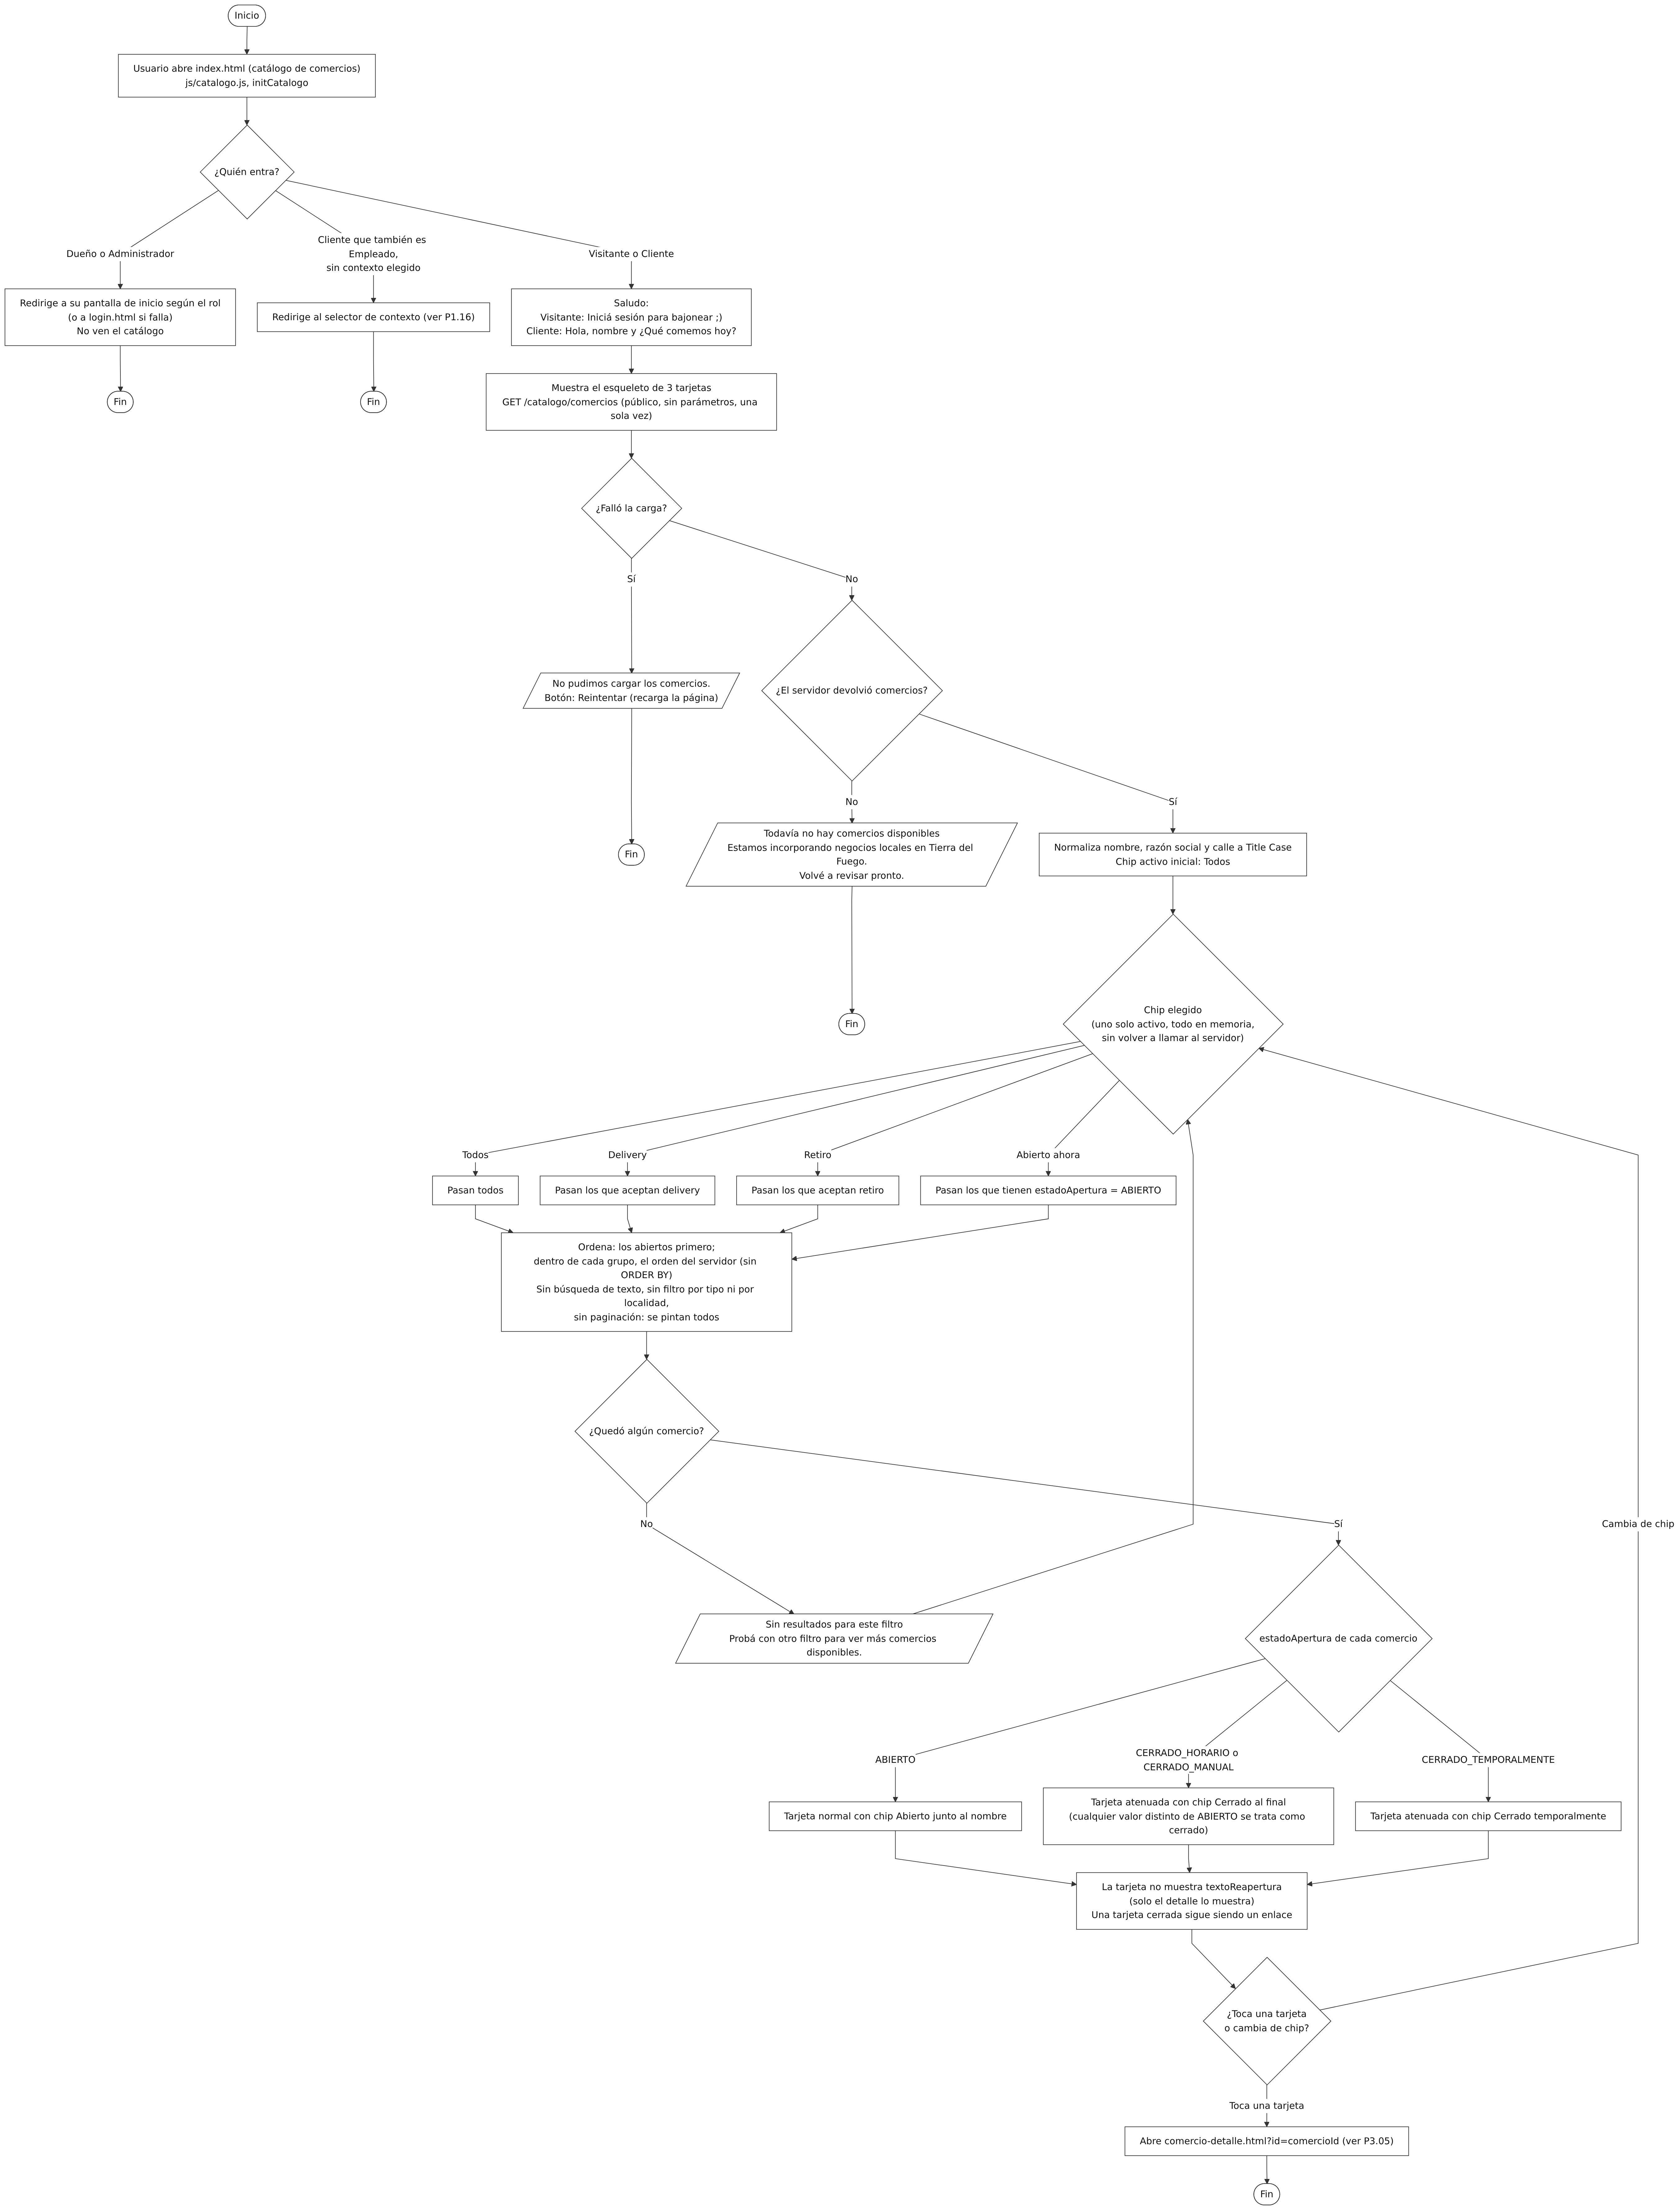 Inicio
Usuario abre index.html (catálogo de comercios)
js/catalogo.js, initCatalogo
¿Quién entra?
Dueño o Administrador
Cliente que también es
Empleado,
sin contexto elegido
Visitante o Cliente
Redirige a su pantalla de inicio según el rol
(o a login.html si falla)
No ven el catálogo
Redirige al selector de contexto (ver P1.16)
Saludo:
Visitante: Iniciá sesión para bajonear ;)
Cliente: Hola, nombre y ¿Qué comemos hoy?
Fin
Fin
Muestra el esqueleto de 3 tarjetas
GET /catalogo/comercios (público, sin parámetros, una
sola vez)
¿Falló la carga?
Sí
No
No pudimos cargar los comercios.
Botón: Reintentar (recarga la página)
¿El servidor devolvió comercios?
No
Sí
Fin
Todavía no hay comercios disponibles
Estamos incorporando negocios locales en Tierra del
Fuego.
Volvé a revisar pronto.
Normaliza nombre, razón social y calle a Title Case
Chip activo inicial: Todos
Fin
Chip elegido
(uno solo activo, todo en memoria,
sin volver a llamar al servidor)
Todos
Delivery
Retiro
Abierto ahora
Pasan todos
Pasan los que aceptan delivery
Pasan los que aceptan retiro
Pasan los que tienen estadoApertura = ABIERTO
Ordena: los abiertos primero;
dentro de cada grupo, el orden del servidor (sin
ORDER BY)
Sin búsqueda de texto, sin filtro por tipo ni por
localidad,
sin paginación: se pintan todos
¿Quedó algún comercio?
No
Sí
Cambia de chip
Sin resultados para este filtro
Probá con otro filtro para ver más comercios
disponibles.
estadoApertura de cada comercio
ABIERTO
CERRADO_HORARIO o
CERRADO_MANUAL
CERRADO_TEMPORALMENTE
Tarjeta normal con chip Abierto junto al nombre
Tarjeta atenuada con chip Cerrado al final
(cualquier valor distinto de ABIERTO se trata como
cerrado)
Tarjeta atenuada con chip Cerrado temporalmente
La tarjeta no muestra textoReapertura
(solo el detalle lo muestra)
Una tarjeta cerrada sigue siendo un enlace
¿Toca una tarjeta
o cambia de chip?
Toca una tarjeta
Abre comercio-detalle.html?id=comercioId (ver P3.05)
Fin